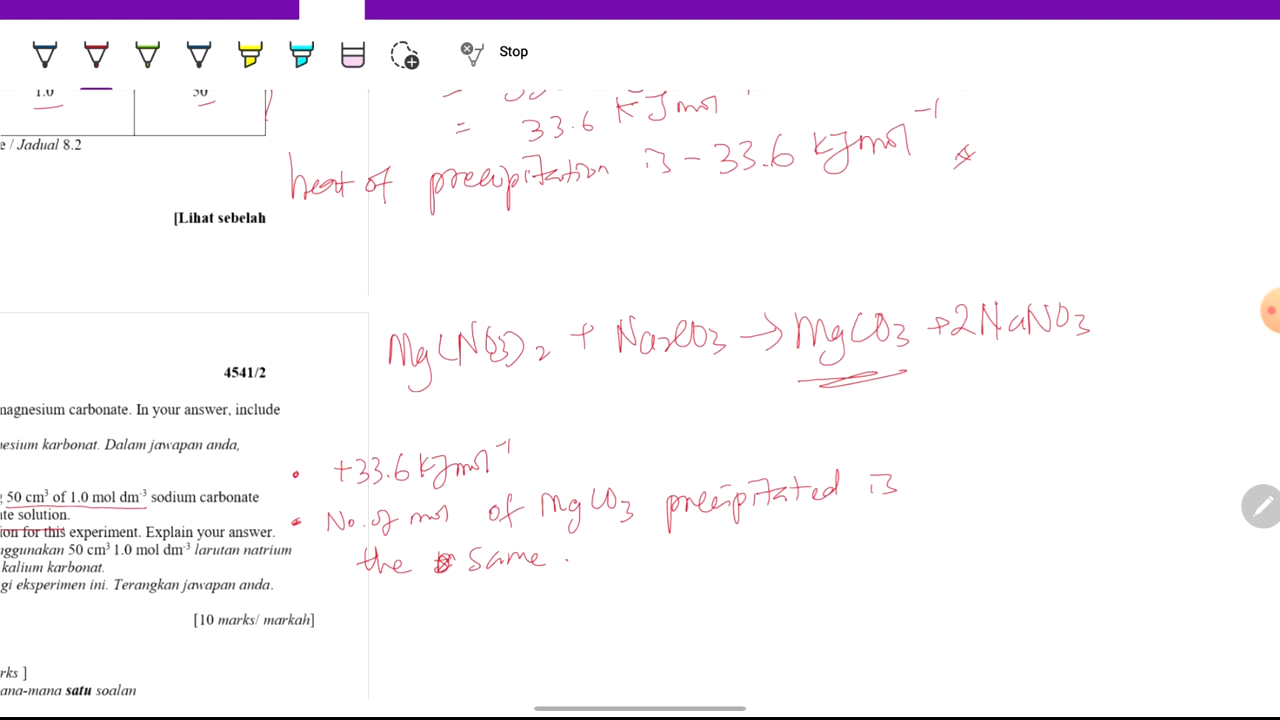 Stop
1.0 50
= 33.6 KJmol
e / Jadual 8.2
heat of precipitation is - 33.6 kJmol⁻¹
[Lihat sebelah
Mg(NO3)2 + Na2CO3 → MgCO3 + 2NaNO3
4541/2
nagnesium carbonate. In your answer, include
esium karbonat. Dalam jawapan anda,
• +33.6 kJmol⁻¹
50 cm³ of 1.0 mol dm⁻³ sodium carbonate
te solution.
• No. of mol of MgCO3 precipitated is
ion for this experiment. Explain your answer.
nggunakan 50 cm³ 1.0 mol dm⁻³ larutan natrium
the same.
kalium karbonat.
gi eksperimen ini. Terangkan jawapan anda.
[10 marks/ markah]
rks ]
ana-mana satu soalan